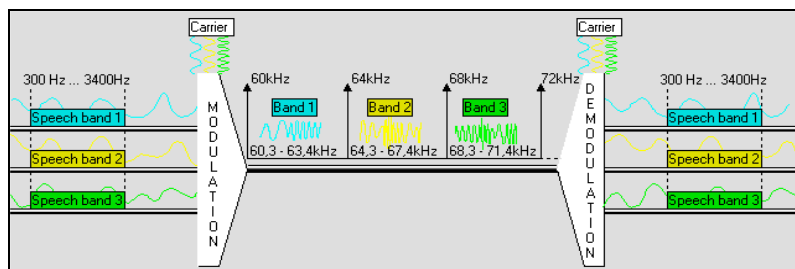 Carrier
Carrier
300 Hz ... 3400Hz
60kHz
64kHz
68kHz
72kHz
300 Hz ... 3400Hz
Band 1
Band 2
Band 3
Speech band 1
Speech band 1
Speech band 2
60,3 - 63,4kHz
64,3 - 67,4kHz
68,3 - 71,4kHz
Speech band 2
Speech band 3
Speech band 3
MODULATION
DEMODULATION